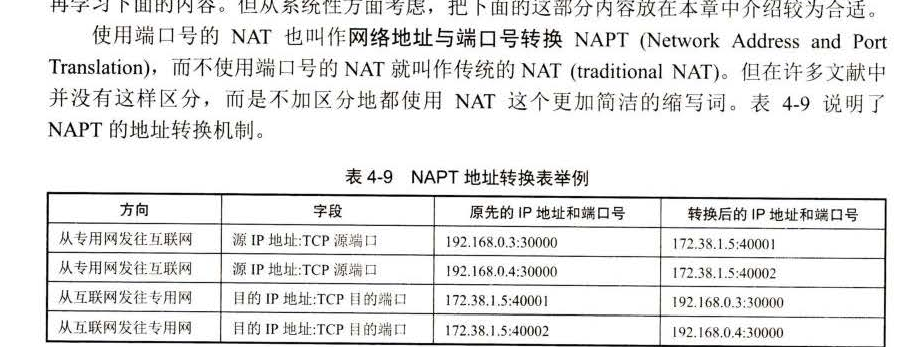 再学习下面的内容。但从系统性方面考虑，把下面的这部分内容放在本章中介绍较为合适。
使用端口号的 NAT 也叫作网络地址与端口号转换 NAPT (Network Address and Port
Translation)，而不使用端口号的 NAT 就叫作传统的 NAT (traditional NAT)。但在许多文献中
并没有这样区分，而是不加区分地都使用 NAT 这个更加简洁的缩写词。表 4-9 说明了
NAPT 的地址转换机制。
表 4-9 NAPT 地址转换表举例
方向 字段 原先的 IP 地址和端口号 转换后的 IP 地址和端口号
从专用网发往互联网 源 IP 地址:TCP 源端口 192.168.0.3:30000 172.38.1.5:40001
从专用网发往互联网 源 IP 地址:TCP 源端口 192.168.0.4:30000 172.38.1.5:40002
从互联网发往专用网 目的 IP 地址:TCP 目的端口 172.38.1.5:40001 192.168.0.3:30000
从互联网发往专用网 目的 IP 地址:TCP 目的端口 172.38.1.5:40002 192.168.0.4:30000